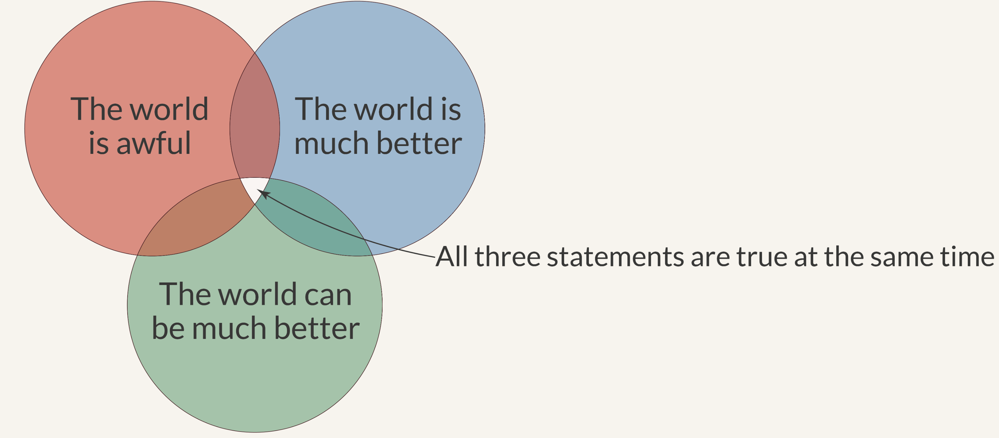 The world
is awful
The world is
much better
All three statements are true at the same time
The world can
be much better